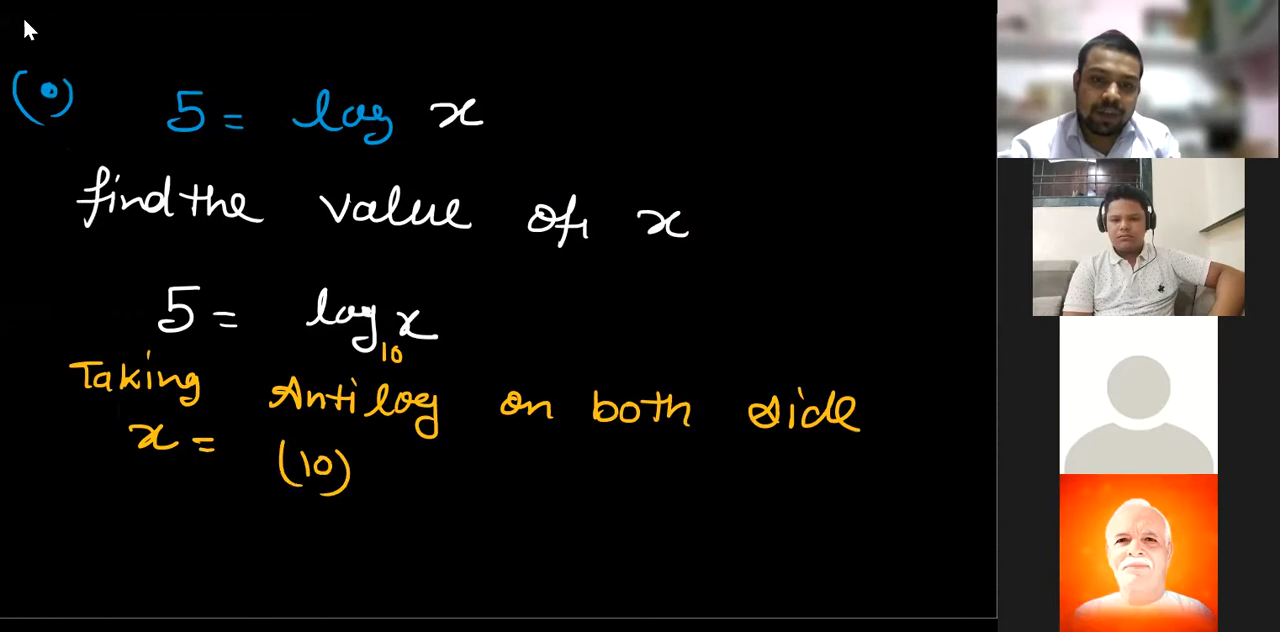 (•) 5 = log x
find the value of x
5 = log₁₀ x
Taking Antilog on both side
x = (10)